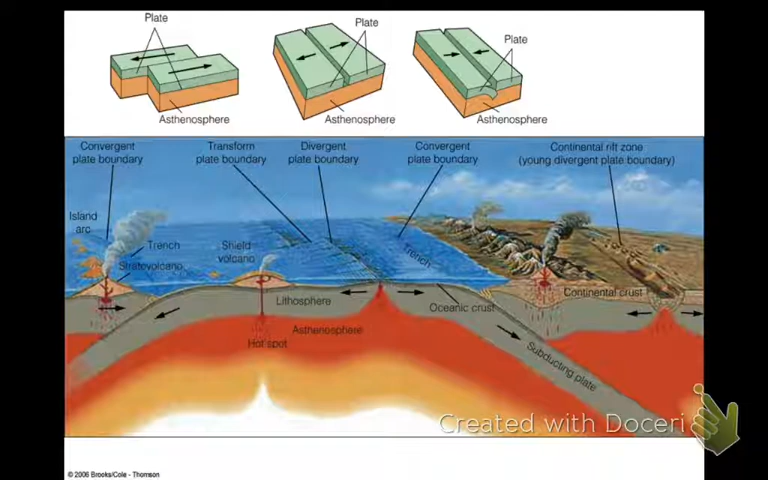 Plate
Plate
Plate
Asthenosphere
Asthenosphere
Asthenosphere
Convergent
plate boundary
Transform
plate boundary
Divergent
plate boundary
Convergent
plate boundary
Continental rift zone
(young divergent plate boundary)
Island
arc
Trench
Stratovolcano
Shield
volcano
Trench
Lithosphere
Oceanic crust
Continental crust
Asthenosphere
Hot spot
Subducting plate
Created with Doceri
© 2006 Brooks/Cole - Thomson